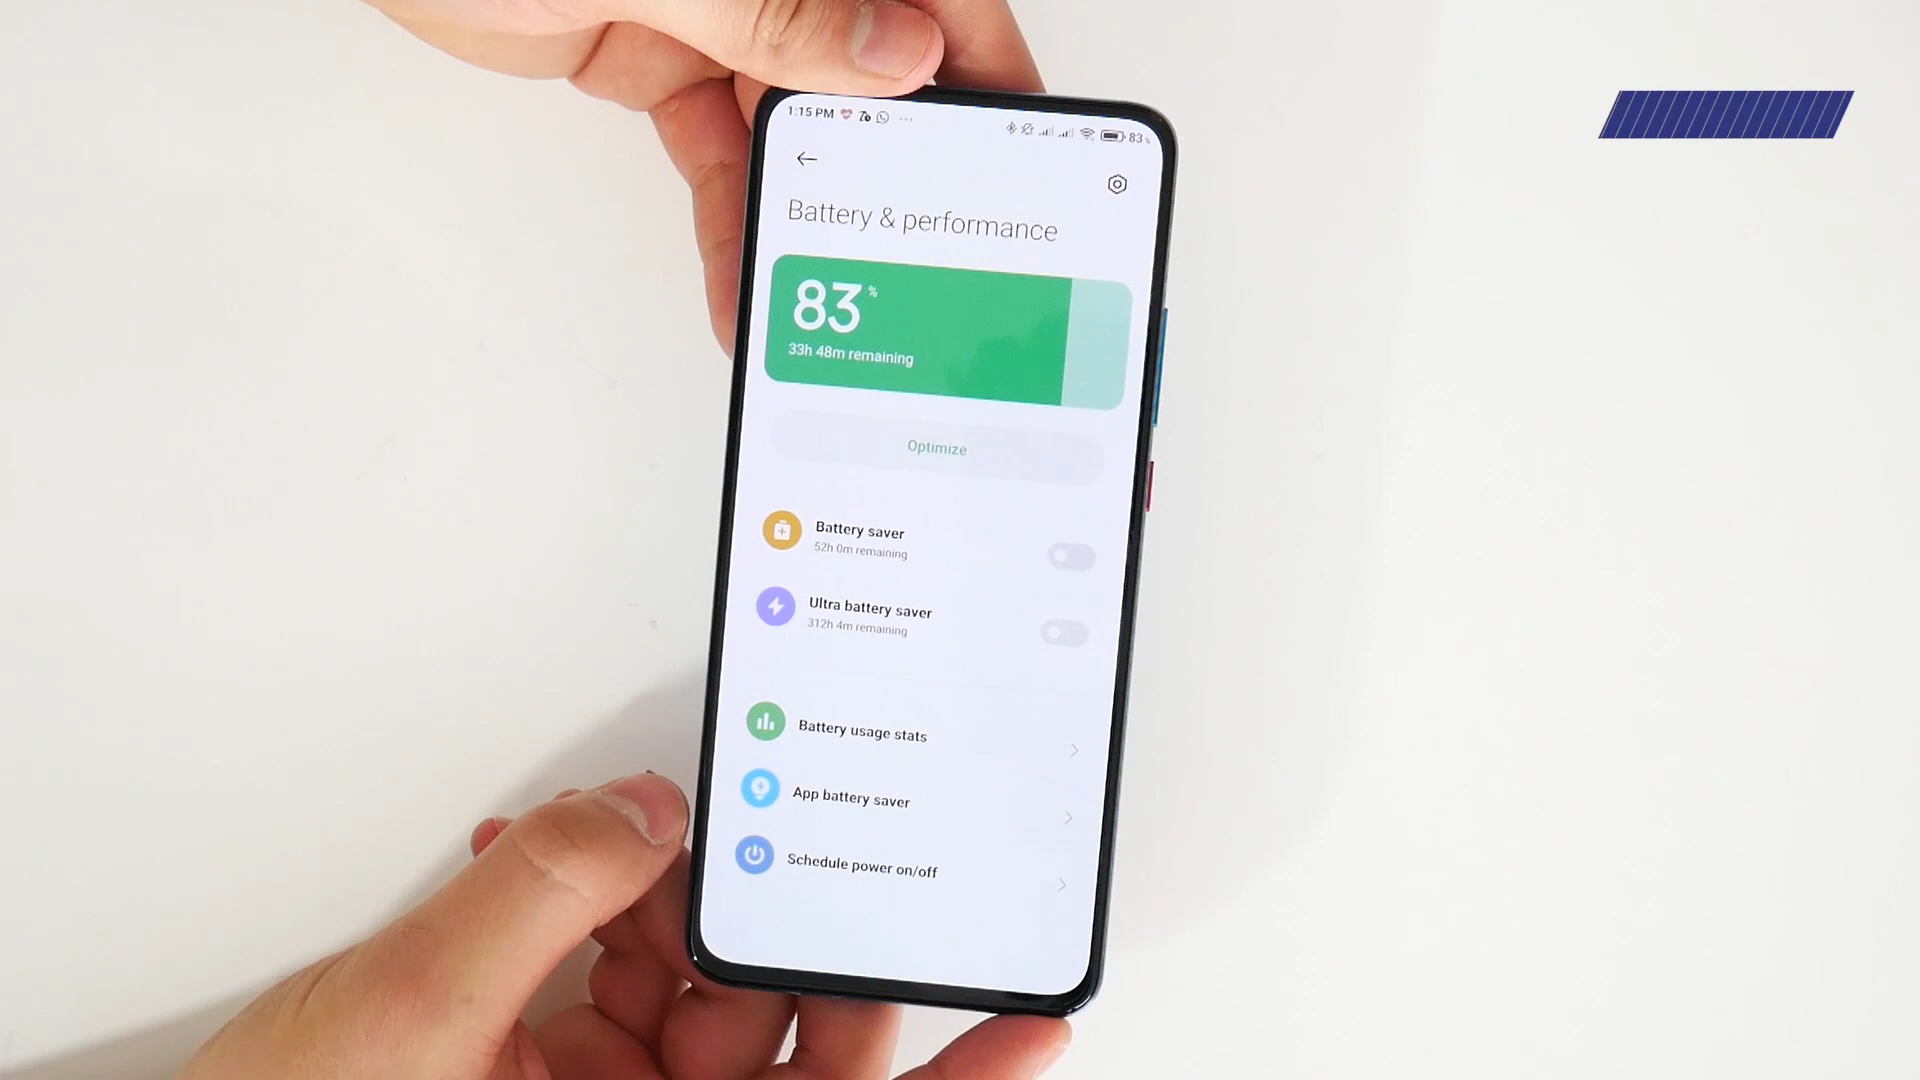 1:15 PM
83%
Battery & performance
83%
33h 48m remaining
Optimize
Battery saver
52h 0m remaining
Ultra battery saver
312h 4m remaining
Battery usage stats
App battery saver
Schedule power on/off